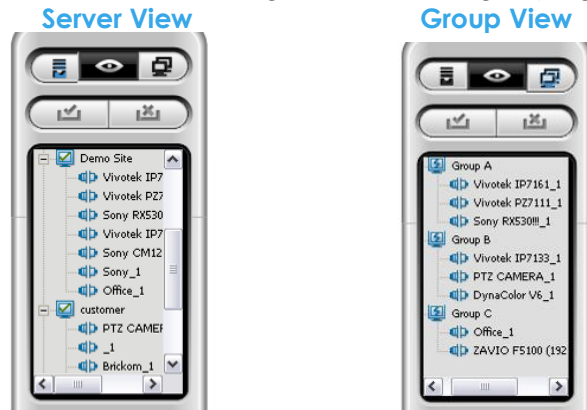 Server View
Demo Site
Vivotek IP7
Vivotek PZ7
Sony RX530
Vivotek IP7
Sony CM12
Sony_1
Office_1
customer
PTZ CAMER
_1
Brickom_1
Group View
Group A
Vivotek IP7161_1
Vivotek PZ7111_1
Sony RX530!!!_1
Group B
Vivotek IP7133_1
PTZ CAMERA_1
DynaColor V6_1
Group C
Office_1
ZAVIO F5100 (192